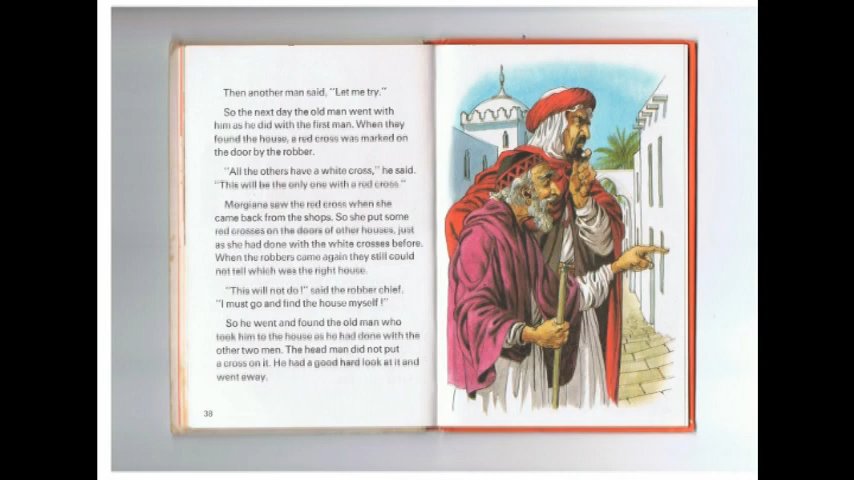 Then another man said, "Let me try."
So the next day the old man went with
him as he did with the first man. When they
found the house, a red cross was marked on
the door by the robber.
"All the others have a white cross," he said.
"This will be the only one with a red cross."
Morgiana saw the red cross when she
came back from the shops. So she put some
red crosses on the doors of other houses, just
as she had done with the white crosses before.
When the robbers came again they still could
not tell which was the right house.
"This will not do!" said the robber chief.
"I must go and find the house myself!"
So he went and found the old man who
took him to the house as he had done with the
other two men. The head man did not put
a cross on it. He had a good hard look at it and
went away.
38